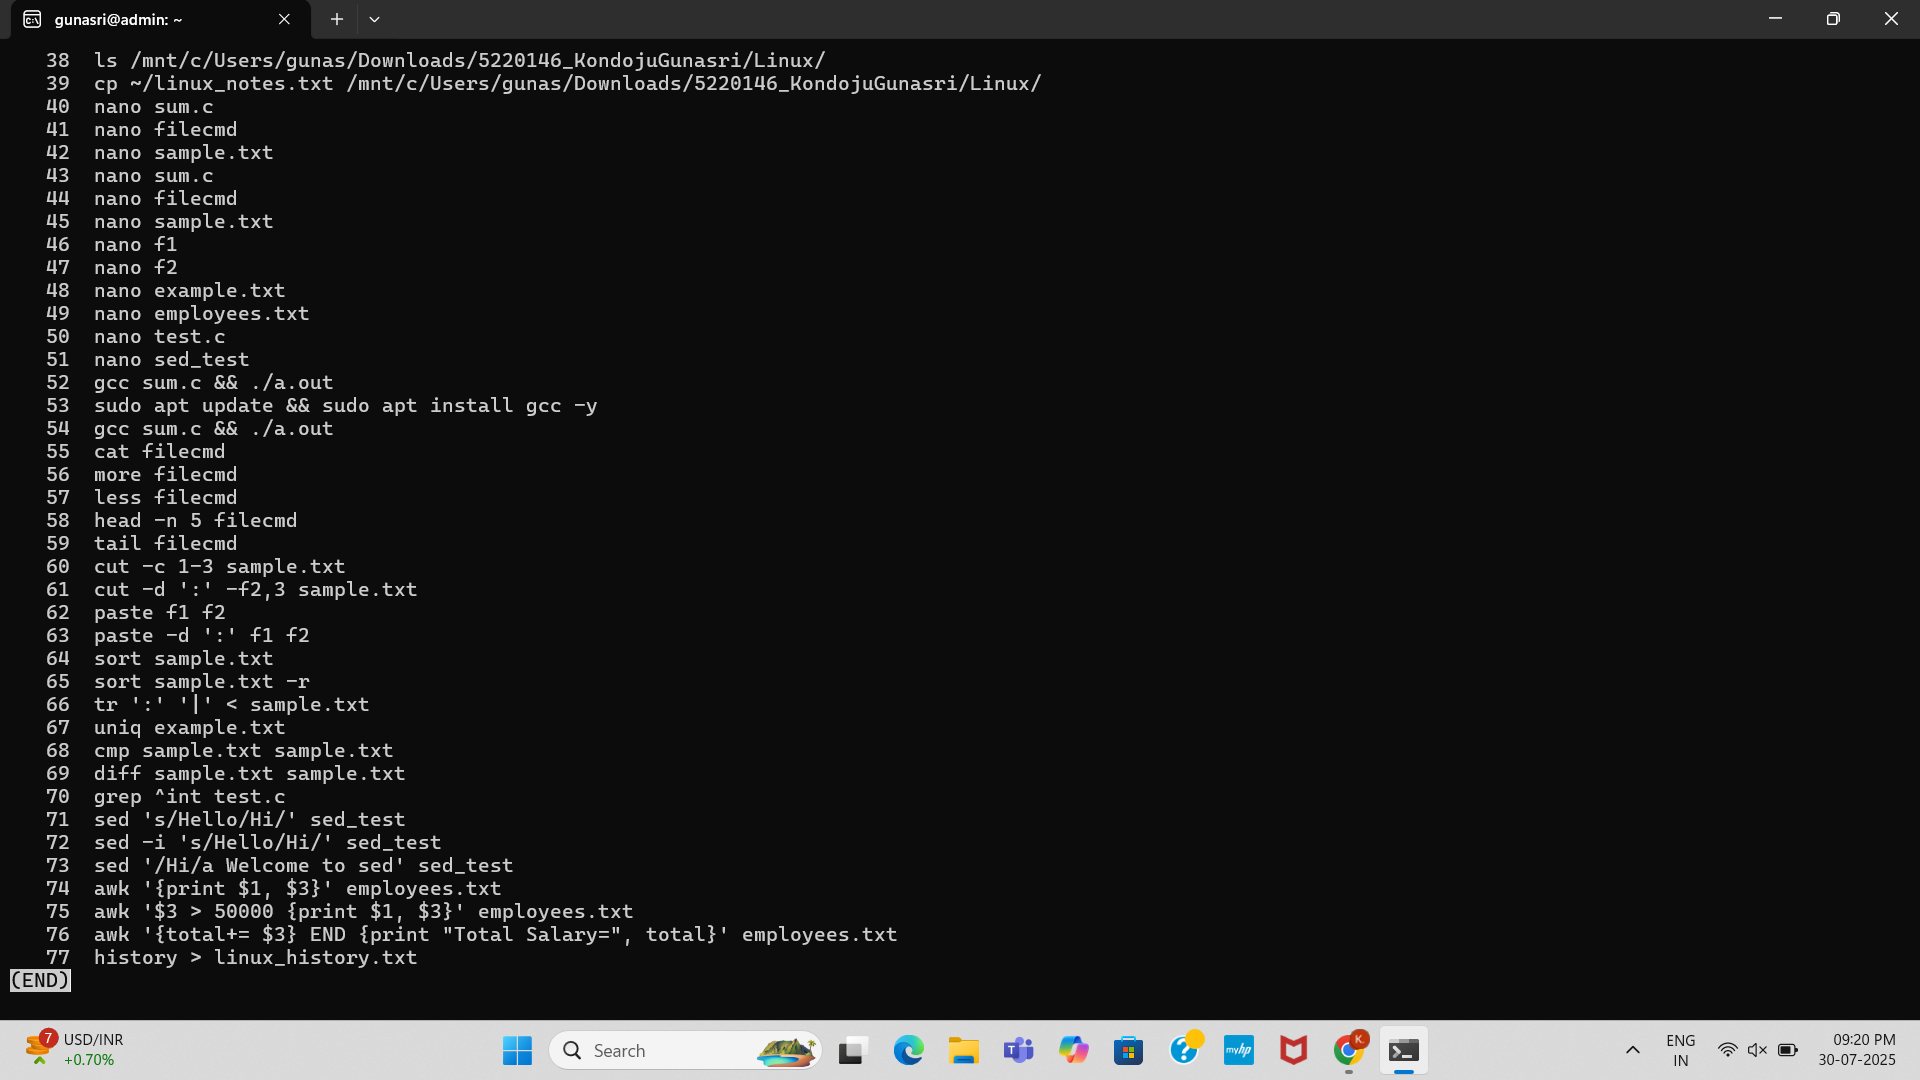 gunasri@admin: ~
38 ls /mnt/c/Users/gunas/Downloads/5220146_KondojuGunasri/Linux/
39 cp ~/linux_notes.txt /mnt/c/Users/gunas/Downloads/5220146_KondojuGunasri/Linux/
40 nano sum.c
41 nano filecmd
42 nano sample.txt
43 nano sum.c
44 nano filecmd
45 nano sample.txt
46 nano f1
47 nano f2
48 nano example.txt
49 nano employees.txt
50 nano test.c
51 nano sed_test
52 gcc sum.c && ./a.out
53 sudo apt update && sudo apt install gcc -y
54 gcc sum.c && ./a.out
55 cat filecmd
56 more filecmd
57 less filecmd
58 head -n 5 filecmd
59 tail filecmd
60 cut -c 1-3 sample.txt
61 cut -d ':' -f2,3 sample.txt
62 paste f1 f2
63 paste -d ':' f1 f2
64 sort sample.txt
65 sort sample.txt -r
66 tr ':' '|' < sample.txt
67 uniq example.txt
68 cmp sample.txt sample.txt
69 diff sample.txt sample.txt
70 grep ^int test.c
71 sed 's/Hello/Hi/' sed_test
72 sed -i 's/Hello/Hi/' sed_test
73 sed '/Hi/a Welcome to sed' sed_test
74 awk '{print $1, $3}' employees.txt
75 awk '$3 > 50000 {print $1, $3}' employees.txt
76 awk '{total+= $3} END {print "Total Salary=", total}' employees.txt
77 history > linux_history.txt
(END)
7 USD/INR
+0.70%
Search
myhp
K.
ENG
IN
09:20 PM
30-07-2025